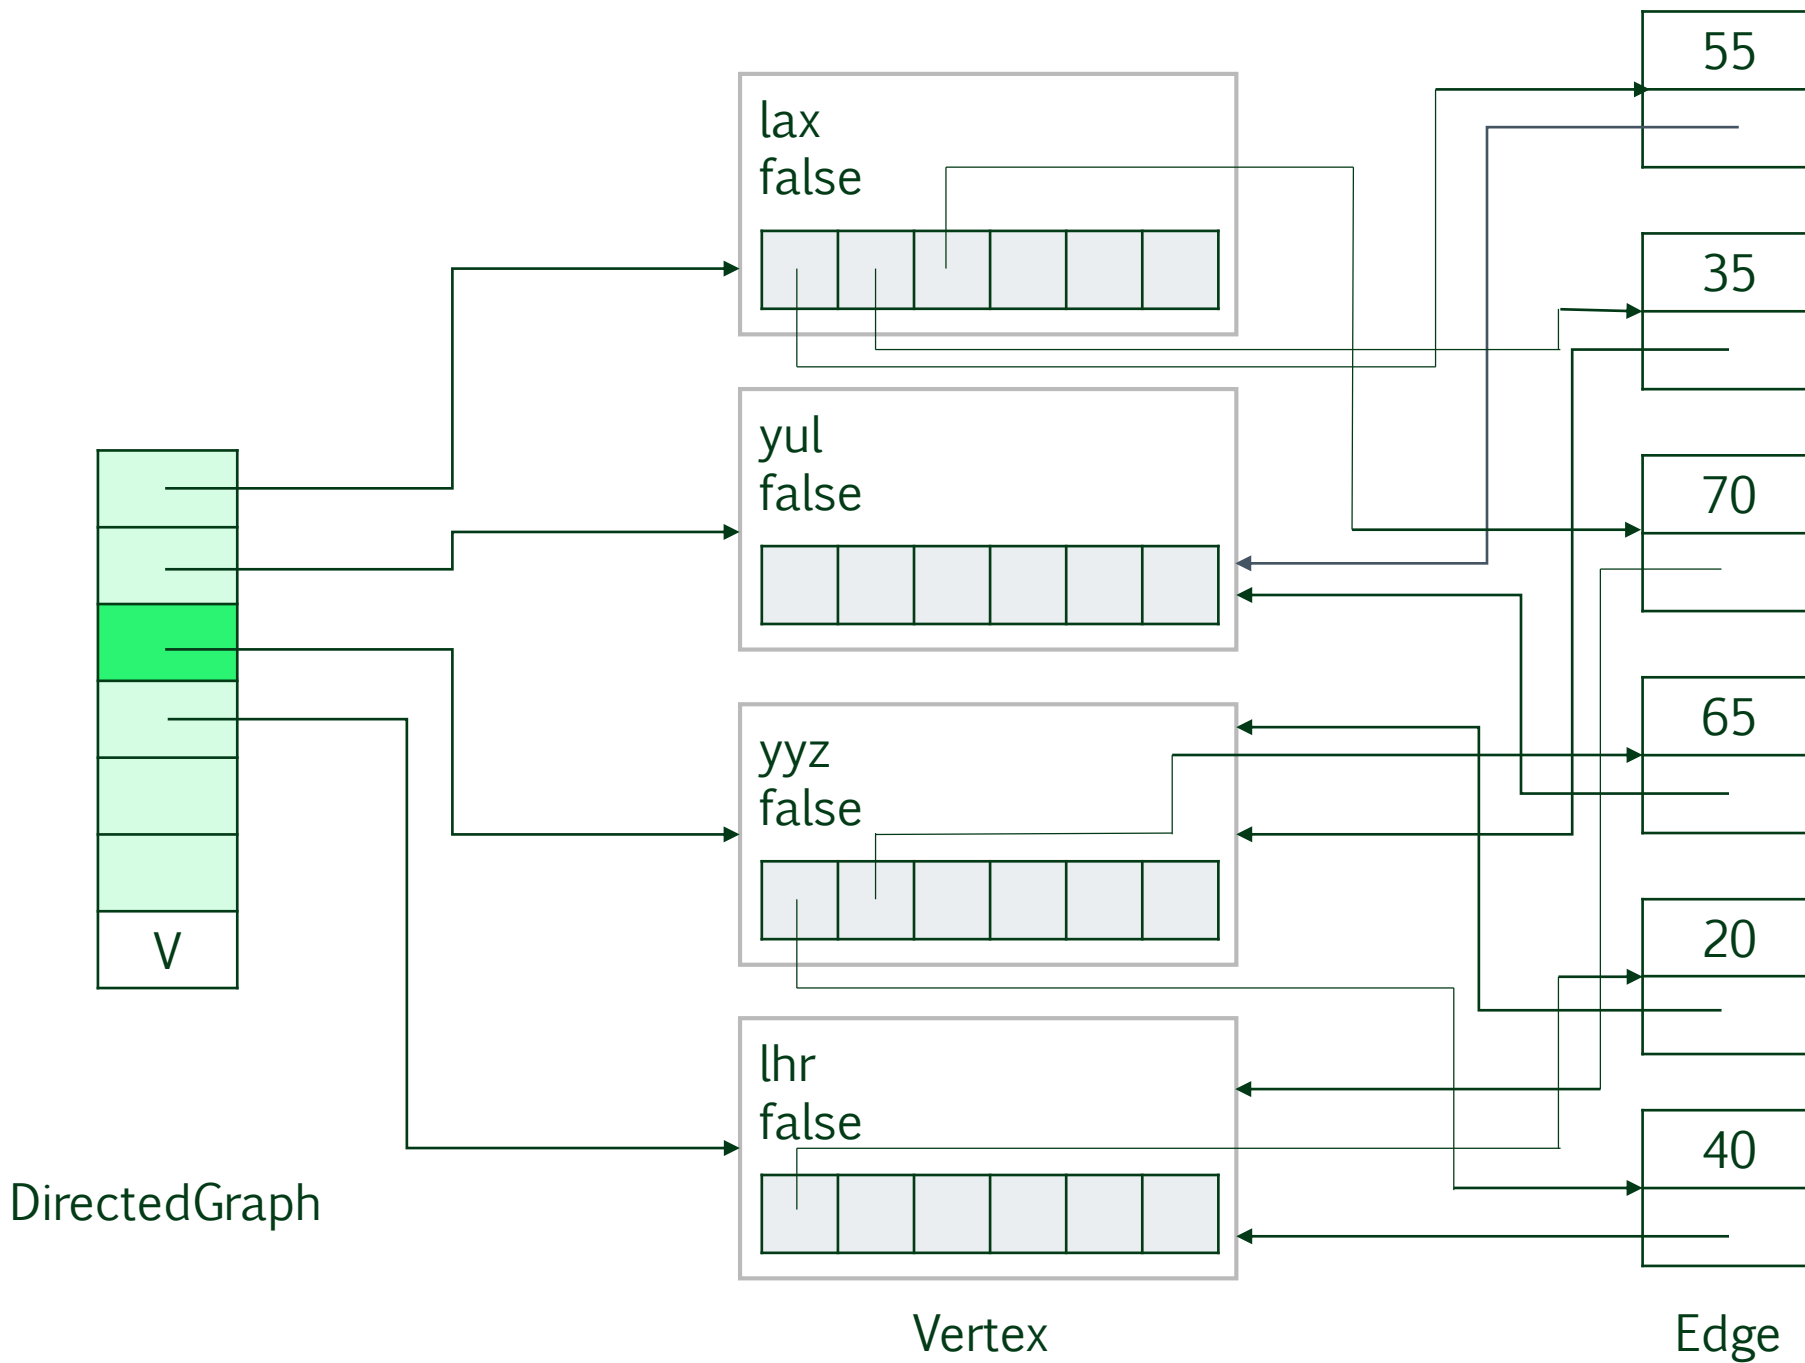 55
lax
false
35
yul
false
70
yyz
false
65
V
20
lhr
false
40
DirectedGraph
Vertex
Edge